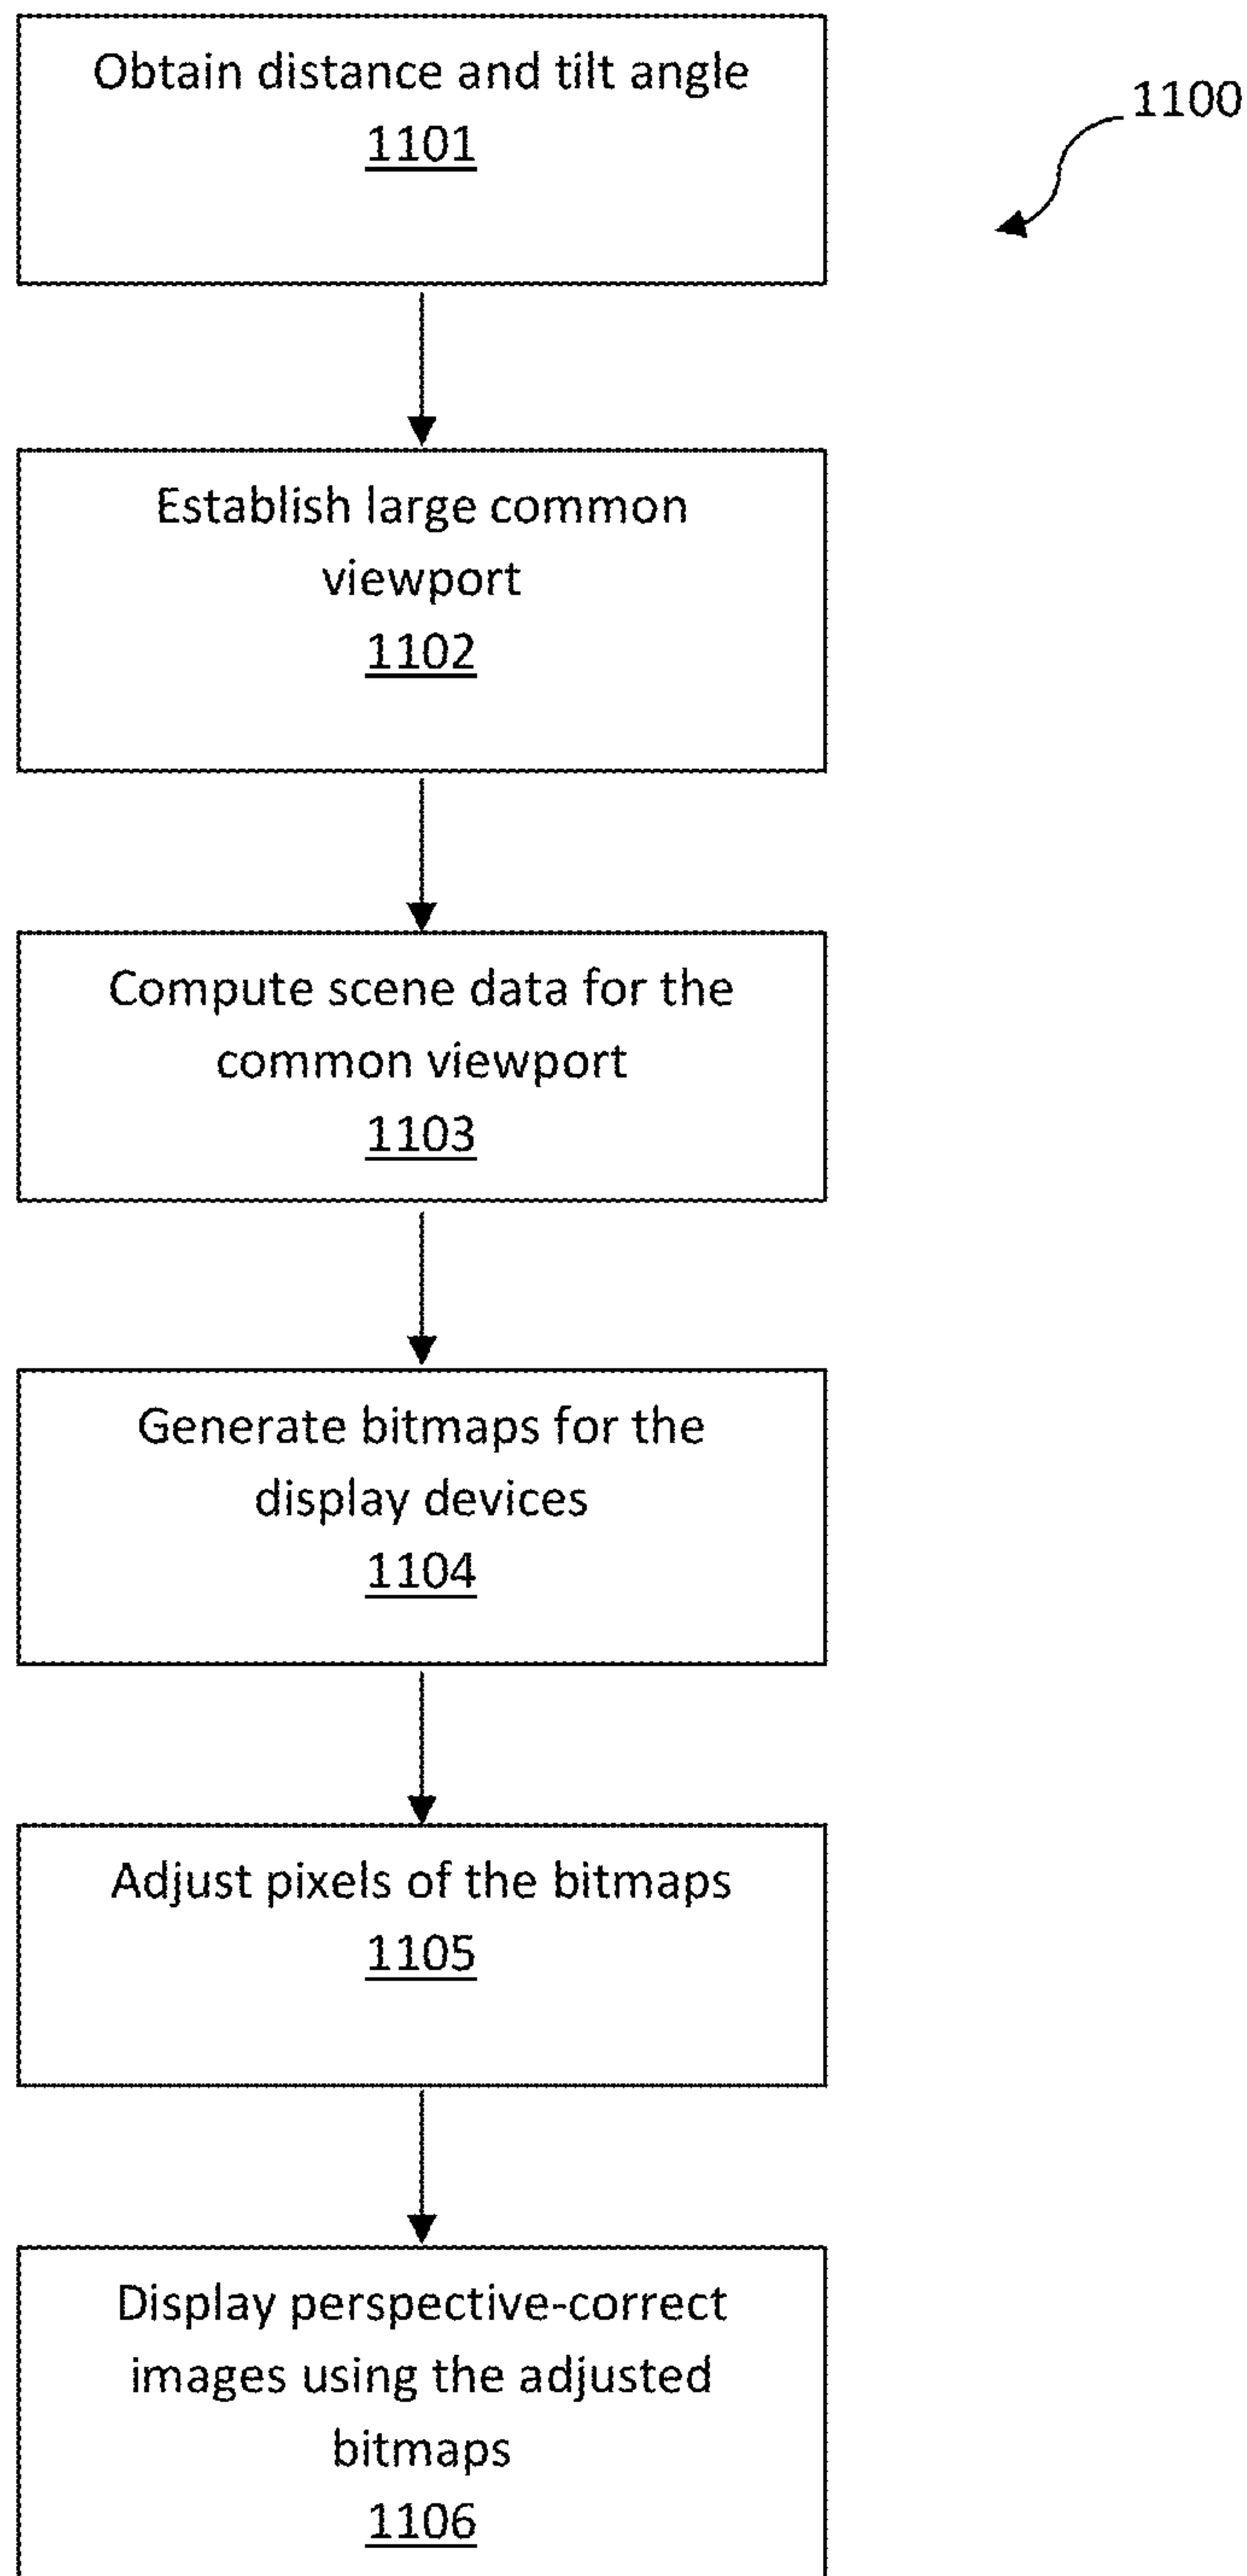 Obtain distance and tilt angle
1101
1100
Establish large common
viewport
1102
Compute scene data for the
common viewport
1103
Generate bitmaps for the
display devices
1104
Adjust pixels of the bitmaps
1105
Display perspective-correct
images using the adjusted
bitmaps
1106